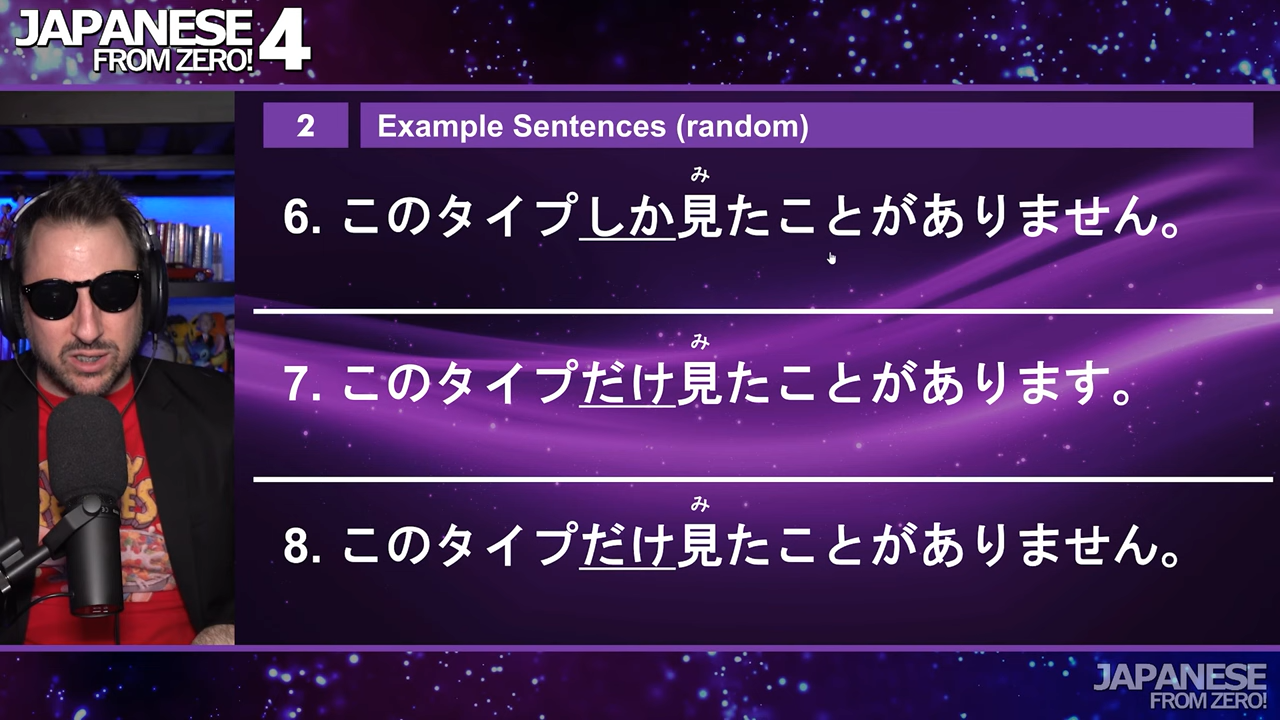 JAPANESE
FROM ZERO! 4
2 Example Sentences (random)
み
6. このタイプしか見たことがありません。
み
7. このタイプだけ見たことがあります。
み
8. このタイプだけ見たことがありません。
JAPANESE
FROM ZERO!